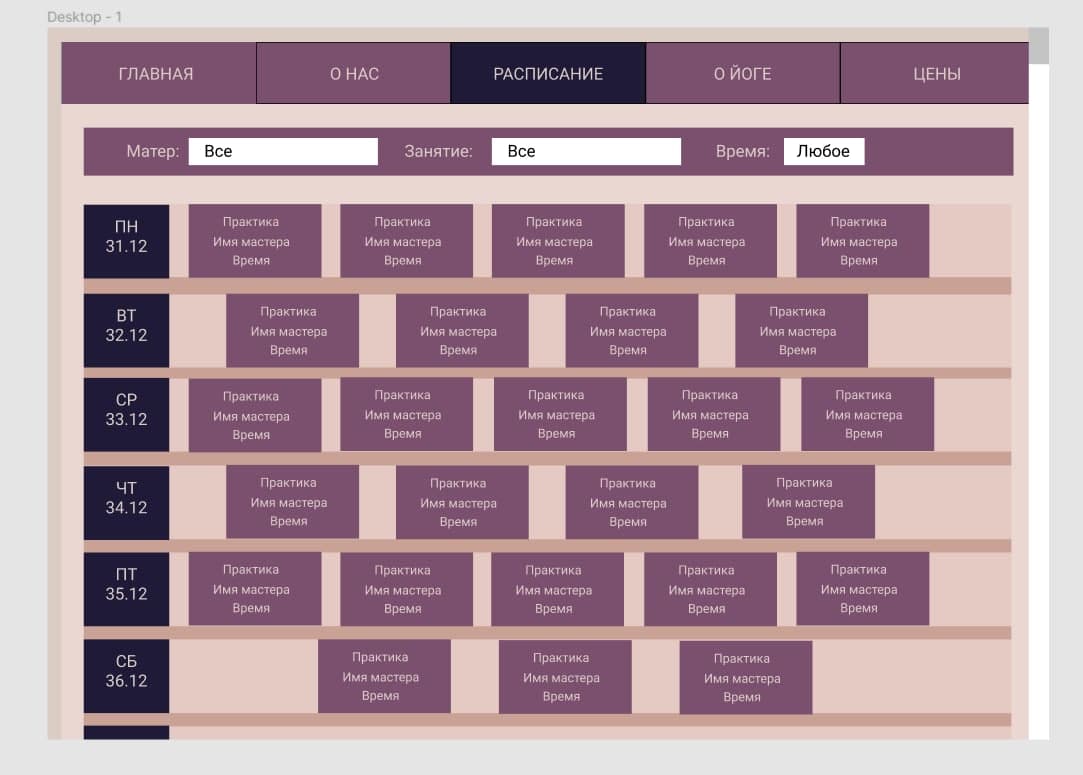 Desktop - 1
ГЛАВНАЯ О НАС РАСПИСАНИЕ О ЙОГЕ ЦЕНЫ
Матер: Все Занятие: Все Время: Любое
ПН
31.12
Практика
Имя мастера
Время
Практика
Имя мастера
Время
Практика
Имя мастера
Время
Практика
Имя мастера
Время
Практика
Имя мастера
Время
ВТ
32.12
Практика
Имя мастера
Время
Практика
Имя мастера
Время
Практика
Имя мастера
Время
Практика
Имя мастера
Время
СР
33.12
Практика
Имя мастера
Время
Практика
Имя мастера
Время
Практика
Имя мастера
Время
Практика
Имя мастера
Время
Практика
Имя мастера
Время
ЧТ
34.12
Практика
Имя мастера
Время
Практика
Имя мастера
Время
Практика
Имя мастера
Время
Практика
Имя мастера
Время
ПТ
35.12
Практика
Имя мастера
Время
Практика
Имя мастера
Время
Практика
Имя мастера
Время
Практика
Имя мастера
Время
Практика
Имя мастера
Время
СБ
36.12
Практика
Имя мастера
Время
Практика
Имя мастера
Время
Практика
Имя мастера
Время